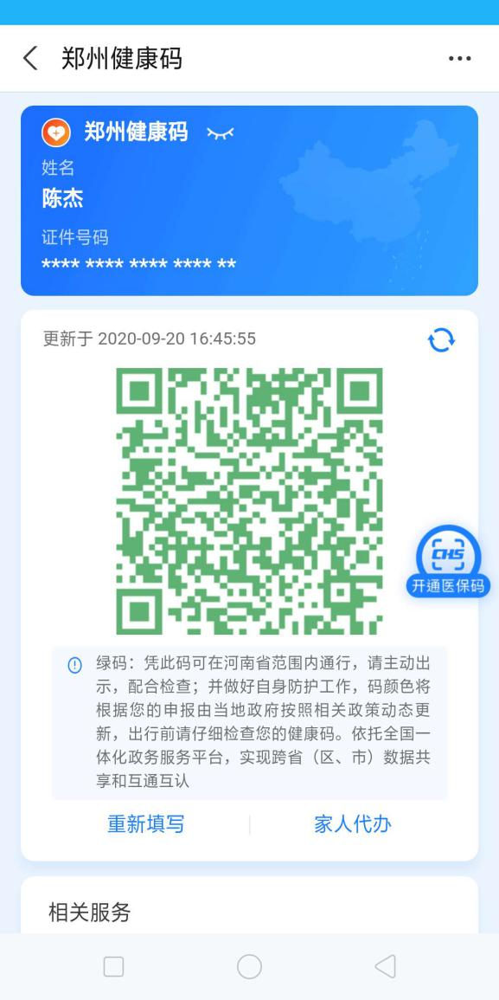 郑州健康码
郑州健康码
姓名
陈杰
证件号码
**** **** **** **** **
更新于 2020-09-20 16:45:55
CHS
开通医保码
绿码：凭此码可在河南省范围内通行，请主动出
示，配合检查；并做好自身防护工作，码颜色将
根据您的申报由当地政府按照相关政策动态更
新，出行前请仔细检查您的健康码。依托全国一
体化政务服务平台，实现跨省（区、市）数据共
享和互通互认
重新填写
家人代办
相关服务